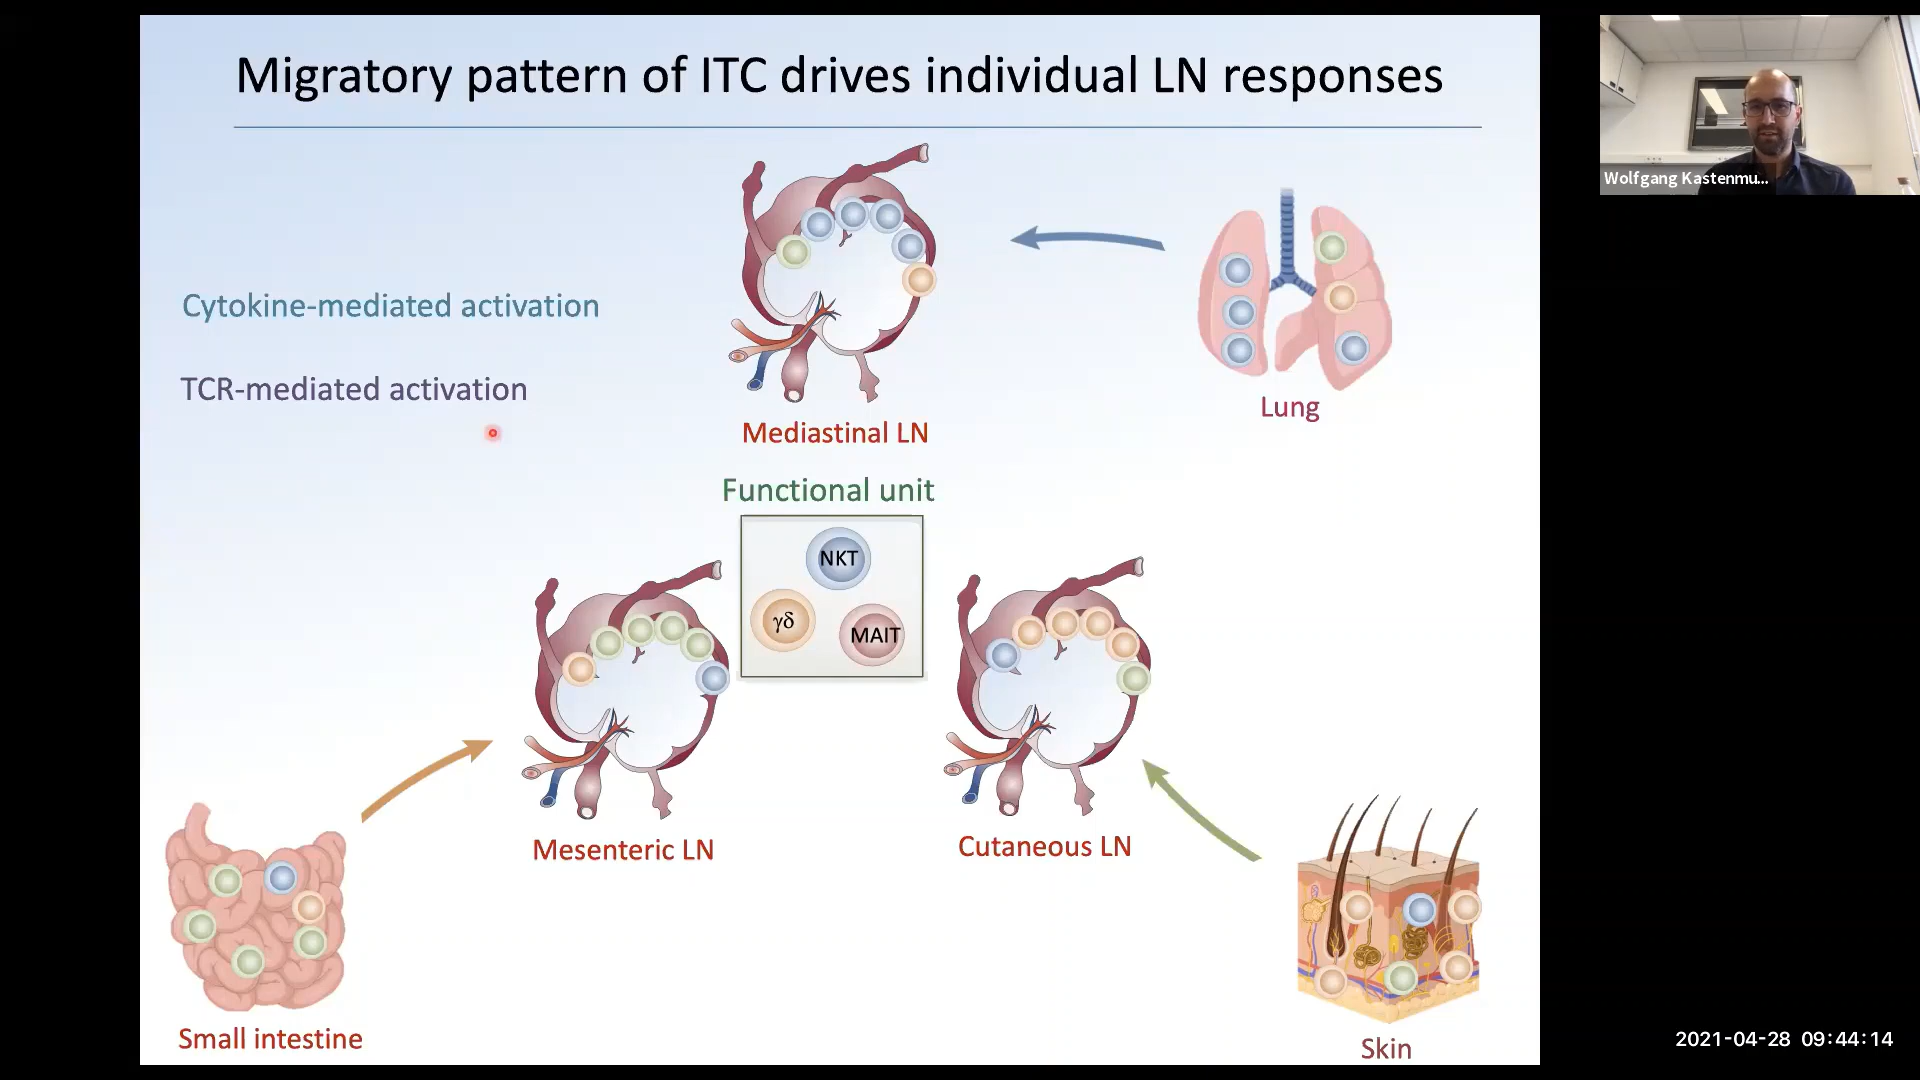 Migratory pattern of ITC drives individual LN responses
Wolfgang Kastenmu...
Cytokine-mediated activation
TCR-mediated activation
Mediastinal LN
Lung
Functional unit
NKT
γδ
MAIT
Mesenteric LN
Cutaneous LN
Small intestine
Skin
2021-04-28 09:44:14